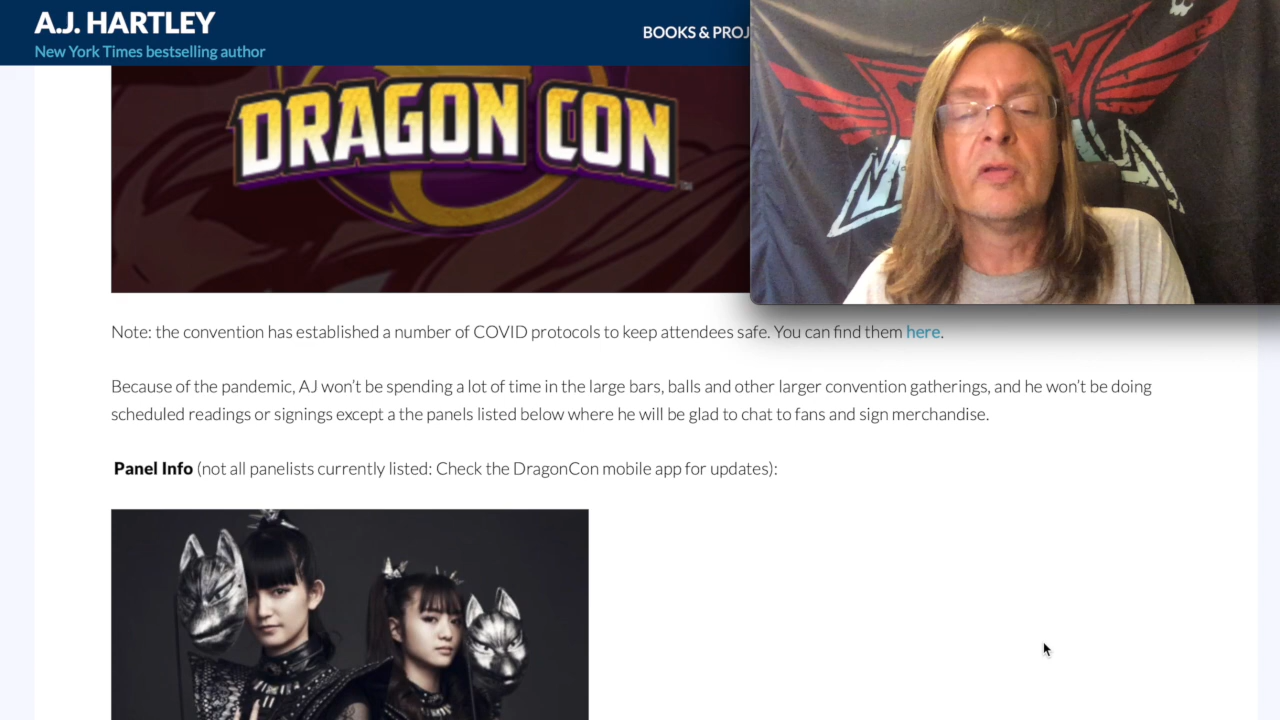 A.J. HARTLEY
New York Times bestselling author
BOOKS & PROJ
DRAGON CON
Note: the convention has established a number of COVID protocols to keep attendees safe. You can find them here.
Because of the pandemic, AJ won't be spending a lot of time in the large bars, balls and other larger convention gatherings, and he won't be doing
scheduled readings or signings except a the panels listed below where he will be glad to chat to fans and sign merchandise.
Panel Info (not all panelists currently listed: Check the DragonCon mobile app for updates):